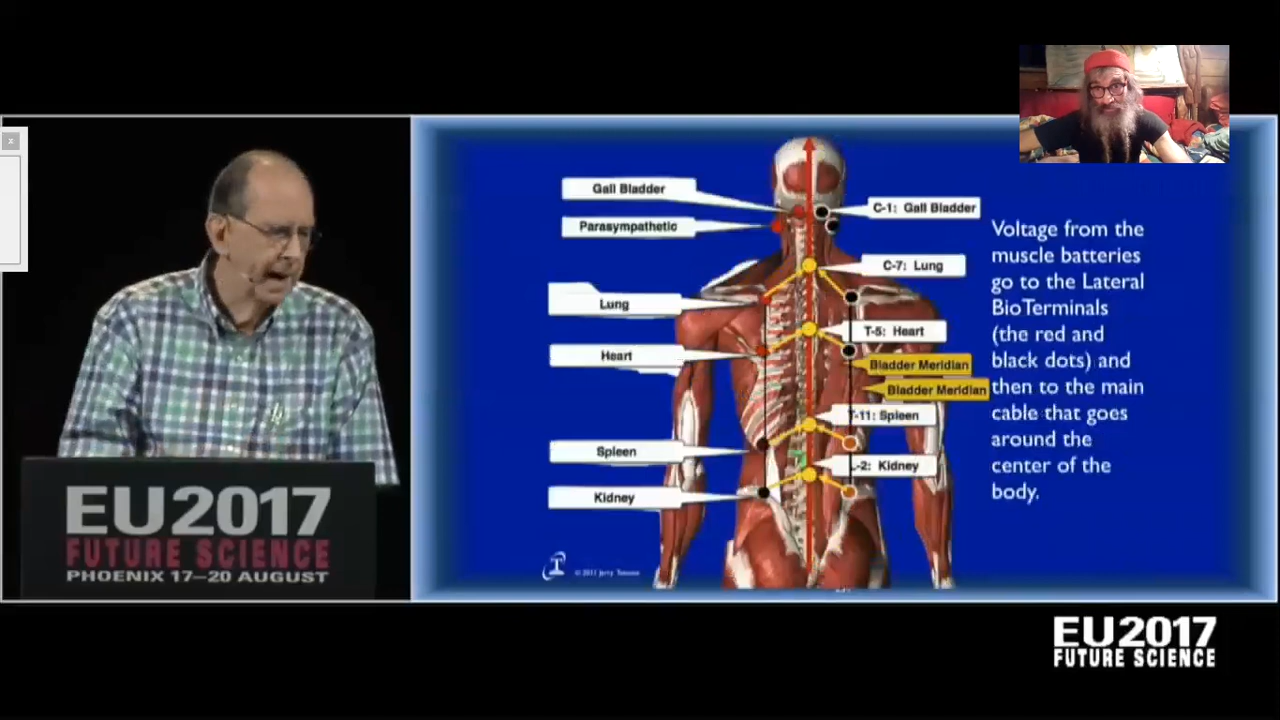 x
EU2017
FUTURE SCIENCE
PHOENIX 17–20 AUGUST
Gall Bladder
Parasympathetic
Lung
Heart
Spleen
Kidney
C-1: Gall Bladder
C-7: Lung
T-5: Heart
Bladder Meridian
Bladder Meridian
T-11: Spleen
L-2: Kidney
Voltage from the
muscle batteries
go to the Lateral
BioTerminals
(the red and
black dots) and
then to the main
cable that goes
around the
center of the
body.
T
EU2017
FUTURE SCIENCE